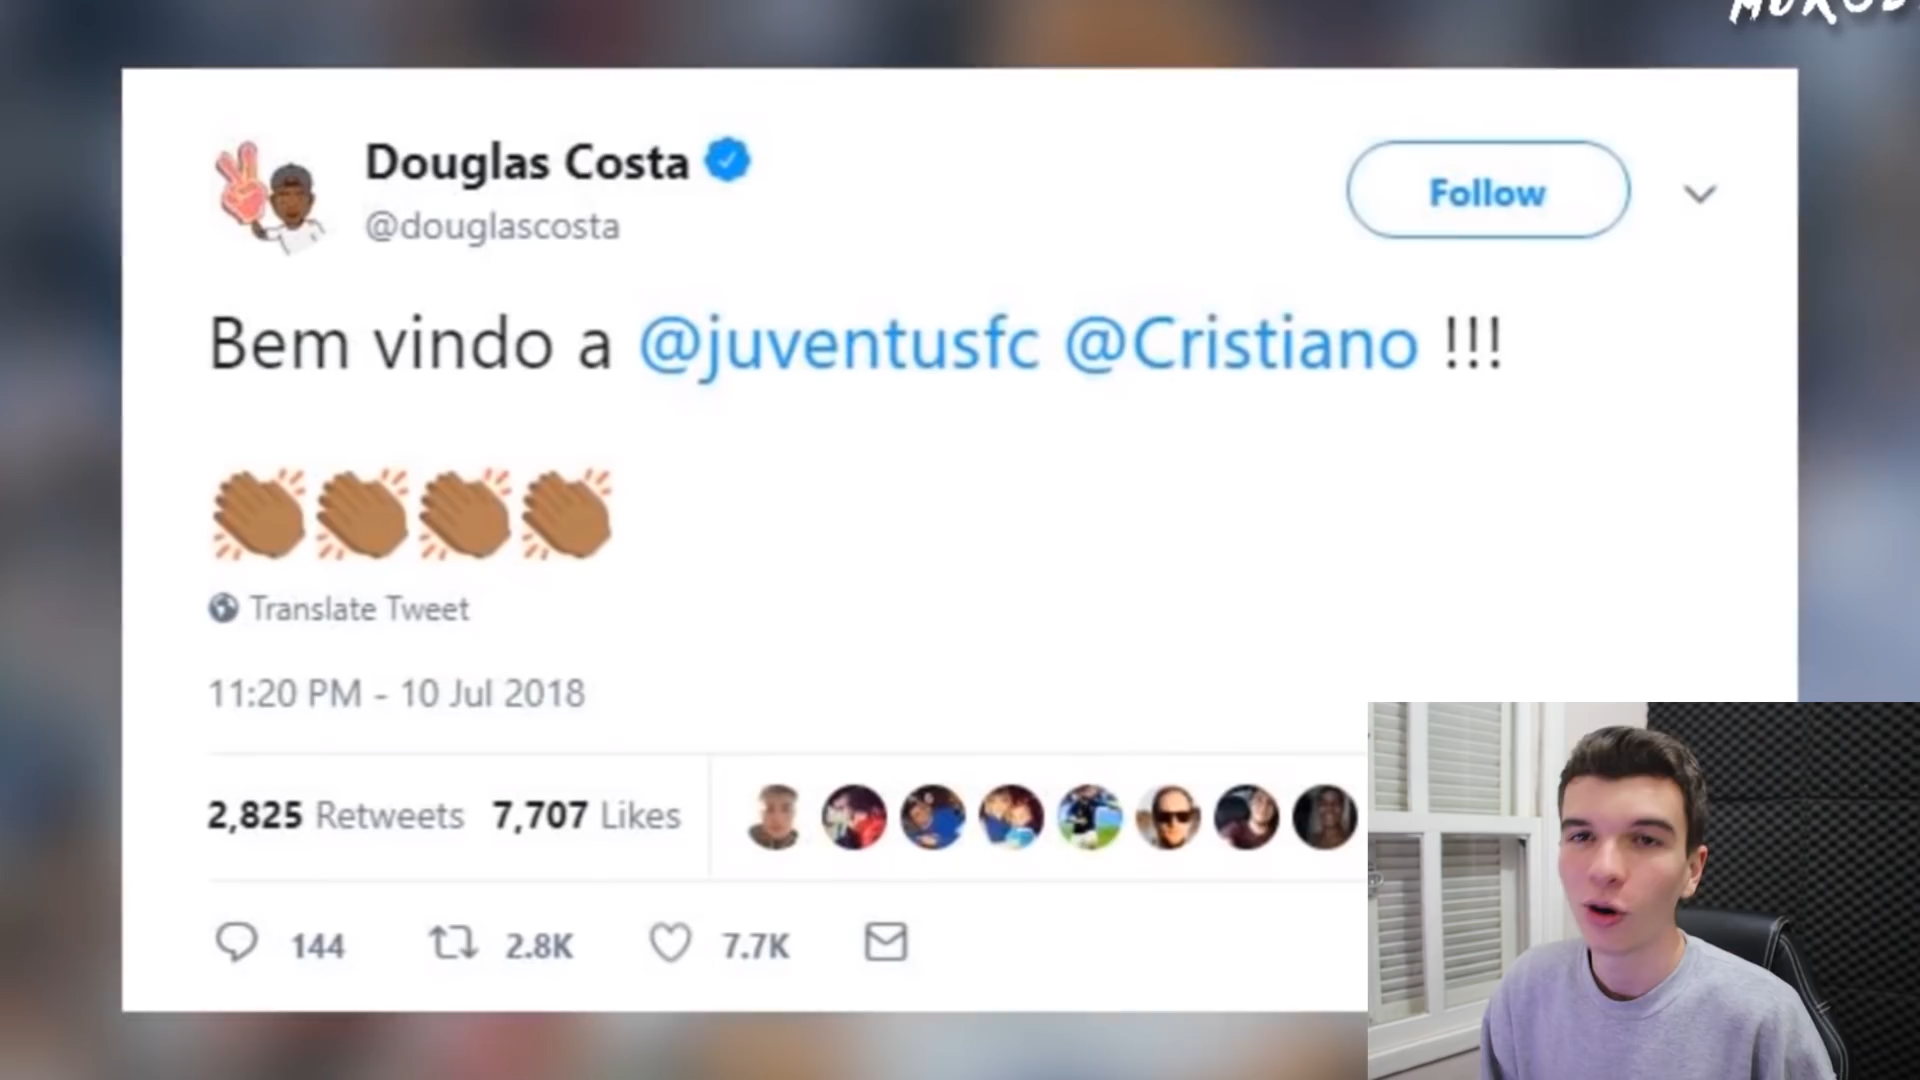 Douglas Costa
@douglascosta
Follow
Bem vindo a @juventusfc @Cristiano !!!
👏🏾👏🏾👏🏾👏🏾
Translate Tweet
11:20 PM - 10 Jul 2018
2,825 Retweets 7,707 Likes
144 2.8K 7.7K